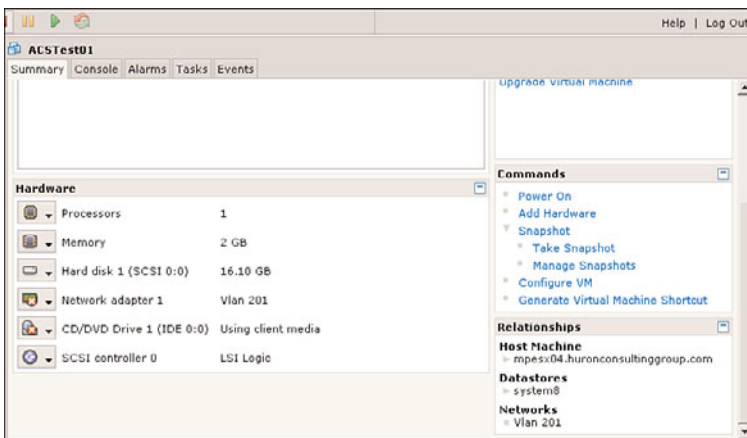 Help | Log Out
ACSTest01
Summary Console Alarms Tasks Events
Upgrade Virtual Machine
Hardware
Processors 1
Memory 2 GB
Hard disk 1 (SCSI 0:0) 16.10 GB
Network adapter 1 Vlan 201
CD/DVD Drive 1 (IDE 0:0) Using client media
SCSI controller 0 LSI Logic
Commands
Power On
Add Hardware
Snapshot
Take Snapshot
Manage Snapshots
Configure VM
Generate Virtual Machine Shortcut
Relationships
Host Machine
mpesx04.huronconsultinggroup.com
Datastores
system8
Networks
Vlan 201